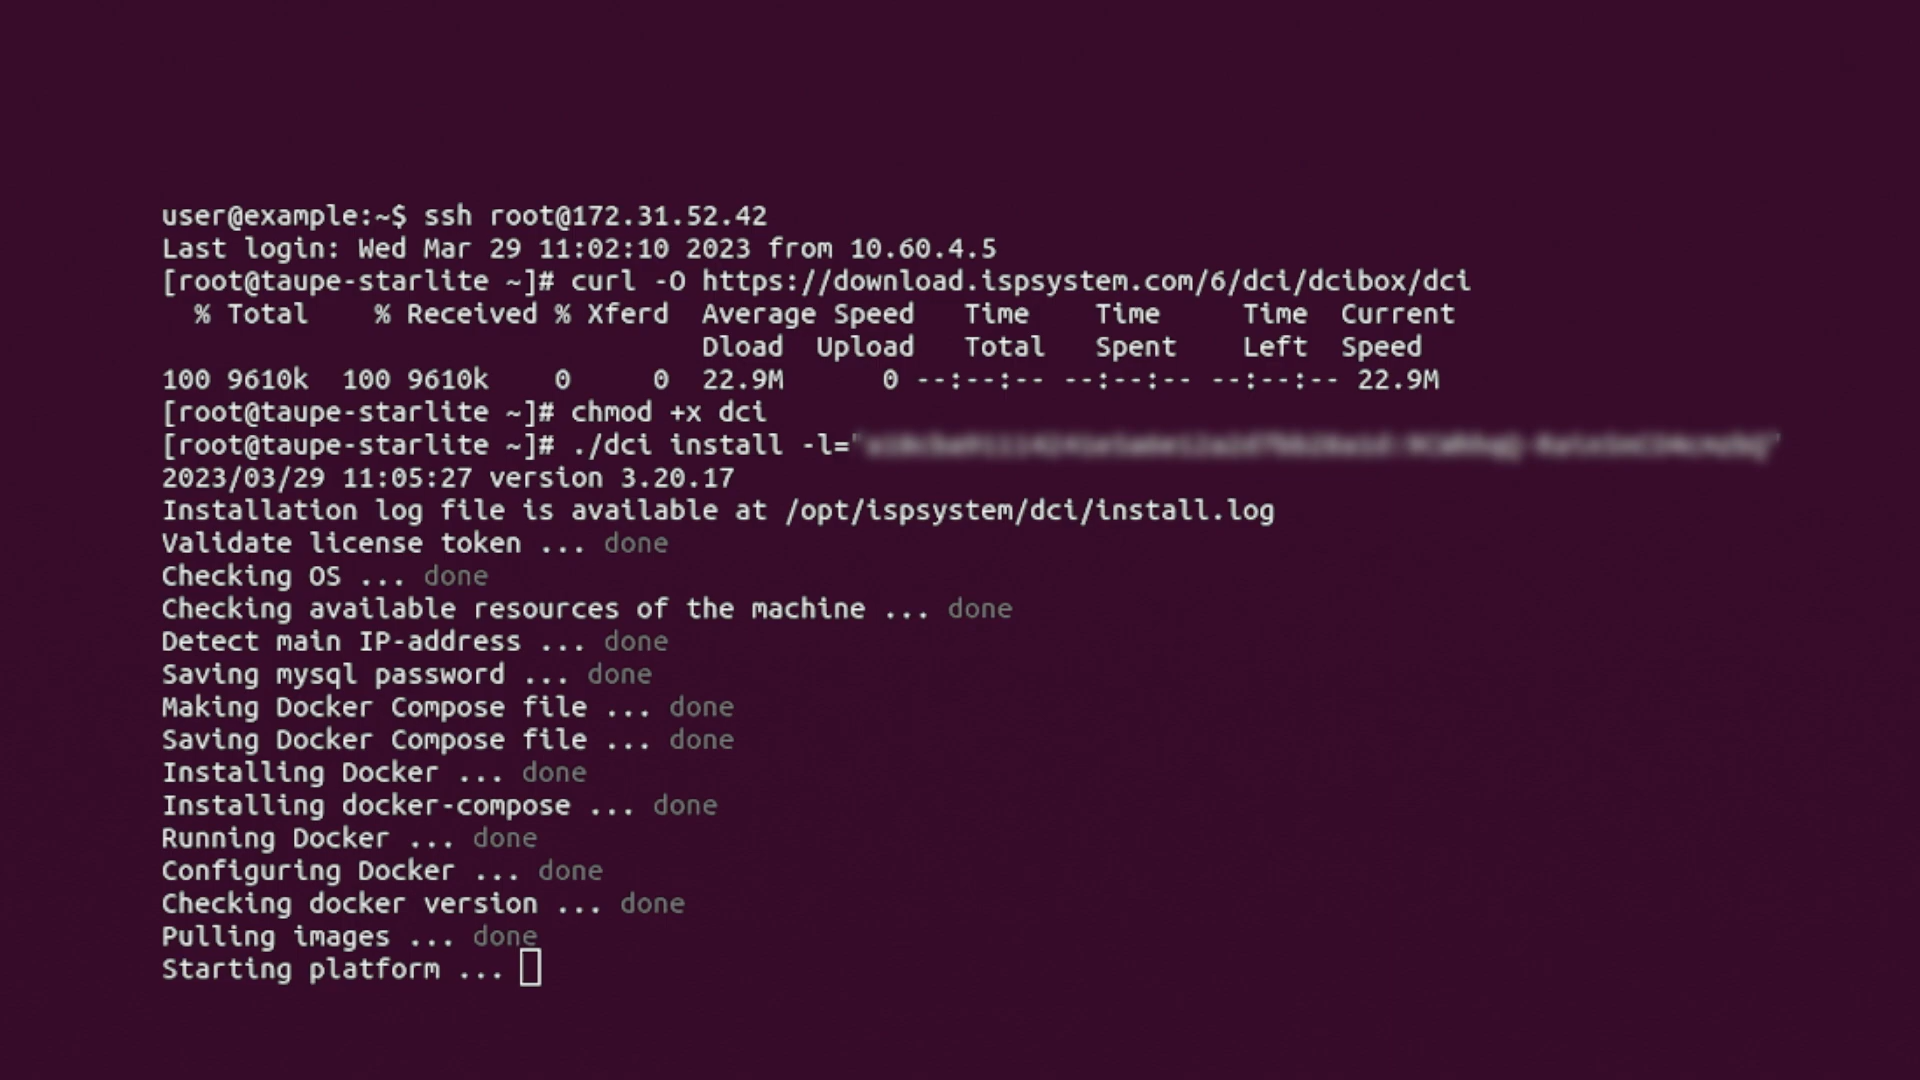 user@example:~$ ssh root@172.31.52.42
Last login: Wed Mar 29 11:02:10 2023 from 10.60.4.5
[root@taupe-starlite ~]# curl -O https://download.ispsystem.com/6/dci/dcibox/dci
  % Total    % Received % Xferd  Average Speed   Time    Time     Time  Current
                                 Dload  Upload   Total   Spent    Left  Speed
100 9610k  100 9610k    0     0  22.9M      0 --:--:-- --:--:-- --:--:-- 22.9M
[root@taupe-starlite ~]# chmod +x dci
[root@taupe-starlite ~]# ./dci install -l=
2023/03/29 11:05:27 version 3.20.17
Installation log file is available at /opt/ispsystem/dci/install.log
Validate license token ... done
Checking OS ... done
Checking available resources of the machine ... done
Detect main IP-address ... done
Saving mysql password ... done
Making Docker Compose file ... done
Saving Docker Compose file ... done
Installing Docker ... done
Installing docker-compose ... done
Running Docker ... done
Configuring Docker ... done
Checking docker version ... done
Pulling images ... done
Starting platform ...